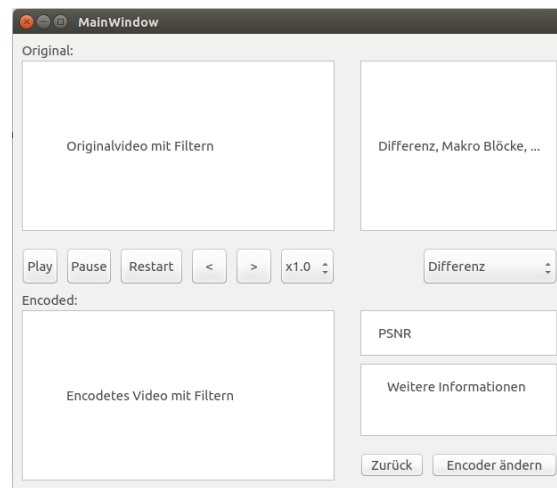 MainWindow
Original:
Originalvideo mit Filtern
Differenz, Makro Blöcke, ...
Play Pause Restart < > x1.0 Differenz
Encoded:
Encodetes Video mit Filtern
PSNR
Weitere Informationen
Zurück Encoder ändern